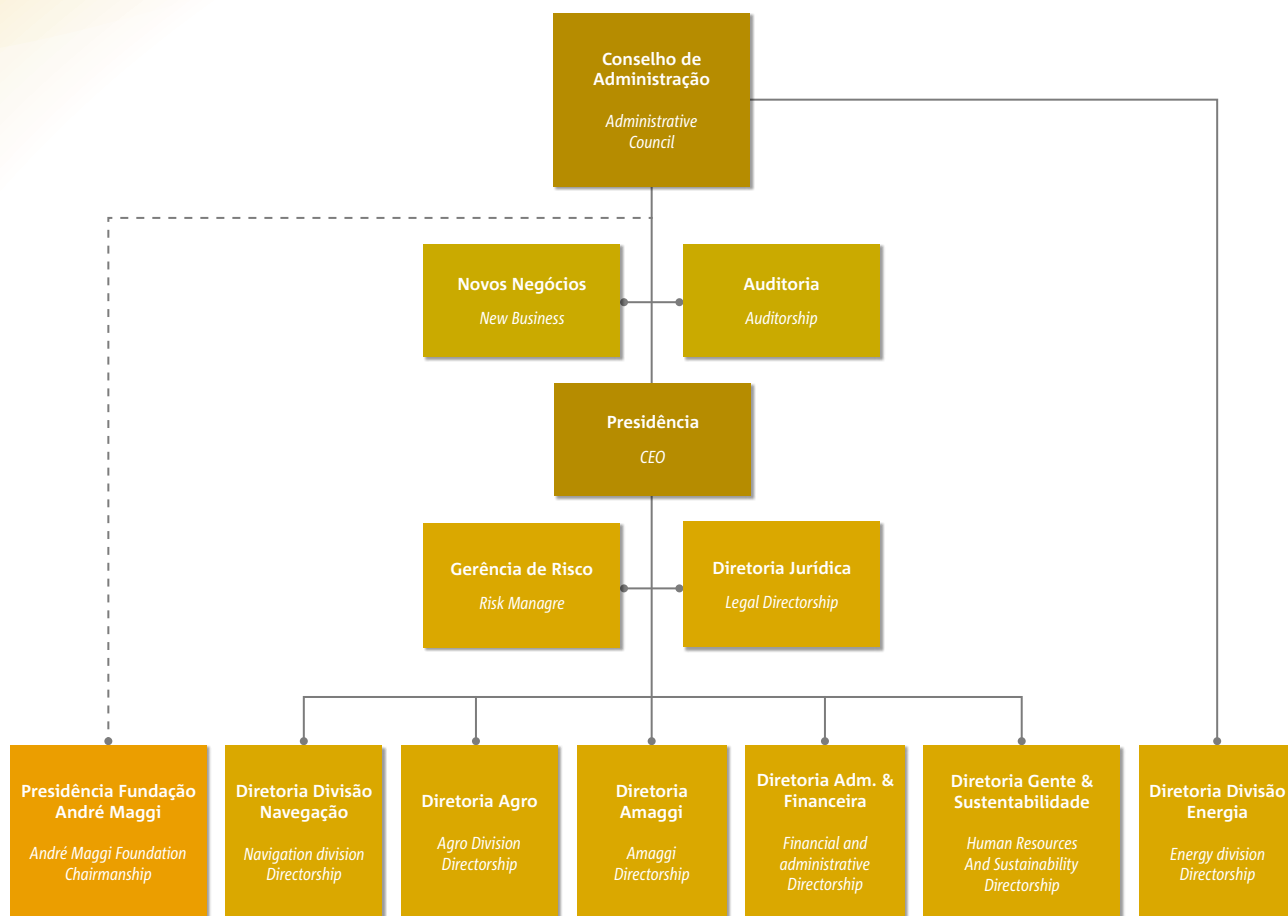 Conselho de
Administração
Administrative
Council
Novos Negócios
New Business
Auditoria
Auditorship
Presidência
CEO
Gerência de Risco
Risk Managre
Diretoria Jurídica
Legal Directorship
Presidência Fundação
André Maggi
André Maggi Foundation
Chairmanship
Diretoria Divisão
Navegação
Navigation division
Directorship
Diretoria Agro
Agro Division
Directorship
Diretoria
Amaggi
Amaggi
Directorship
Diretoria Adm. &
Financeira
Financial and
administrative
Directorship
Diretoria Gente &
Sustentabilidade
Human Resources
And Sustainability
Directorship
Diretoria Divisão
Energia
Energy division
Directorship